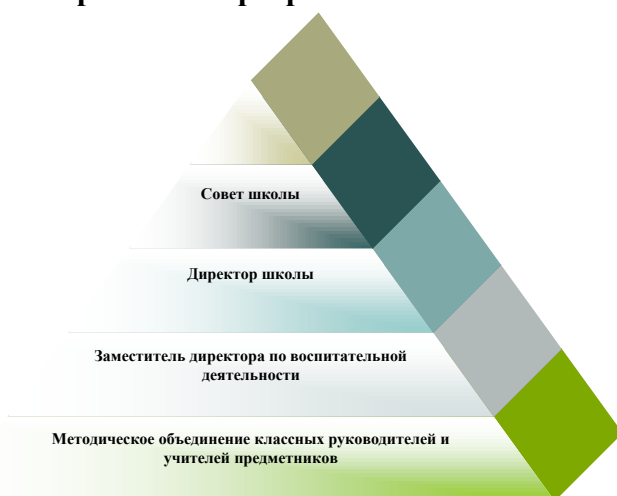 Совет школы
Директор школы
Заместитель директора по воспитательной
деятельности
Методическое объединение классных руководителей и
учителей предметников